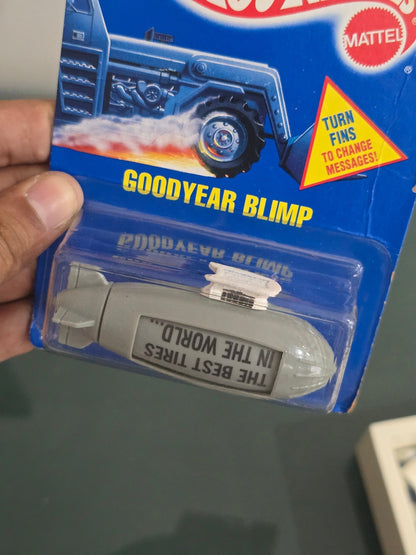 MATTEL
TURN
FINS
TO CHANGE
MESSAGES!
GOODYEAR BLIMP
THE BEST TIRES
IN THE WORLD...